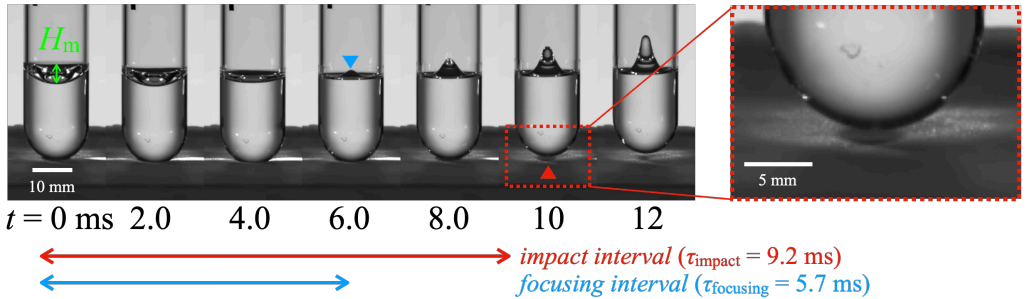 Hm
10 mm
5 mm
t = 0 ms 2.0 4.0 6.0 8.0 10 12
impact interval (τimpact = 9.2 ms)
focusing interval (τfocusing = 5.7 ms)